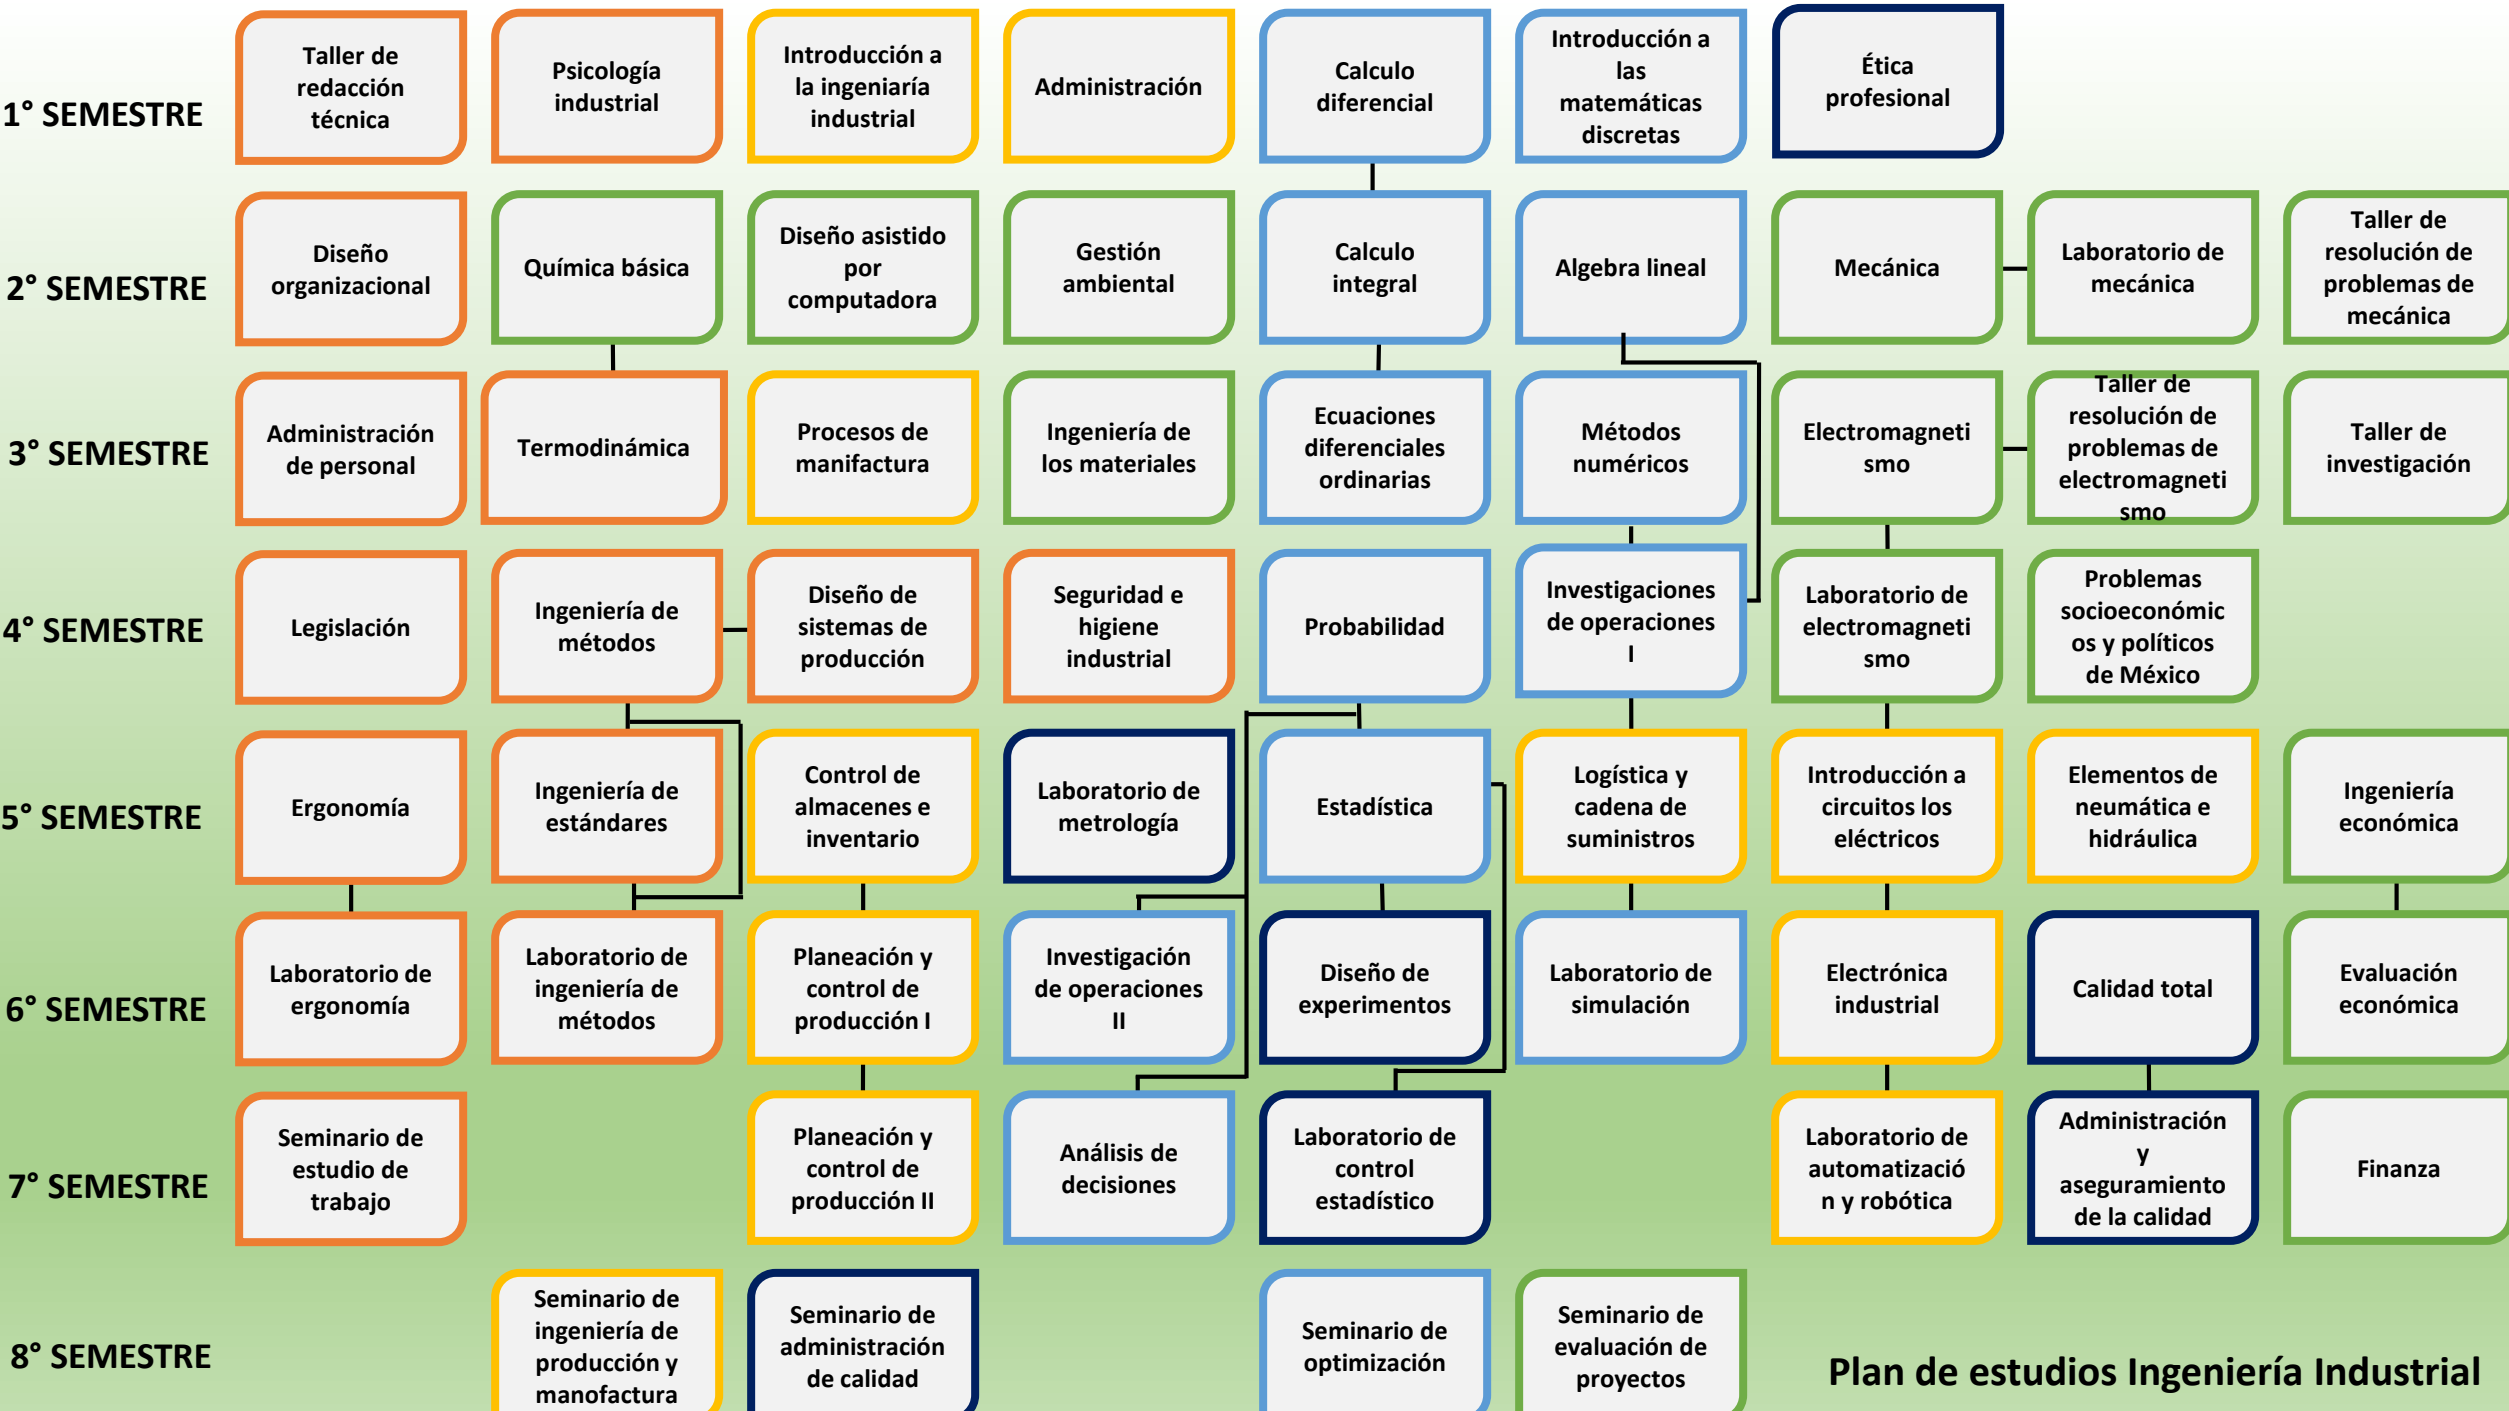 1° SEMESTRE
Taller de
redacción
técnica
Psicología
industrial
Introducción a
la ingeniaría
industrial
Administración
Calculo
diferencial
Introducción a
las
matemáticas
discretas
Ética
profesional
2° SEMESTRE
Diseño
organizacional
Química básica
Diseño asistido
por
computadora
Gestión
ambiental
Calculo
integral
Algebra lineal
Mecánica
Laboratorio de
mecánica
Taller de
resolución de
problemas de
mecánica
3° SEMESTRE
Administración
de personal
Termodinámica
Procesos de
manifactura
Ingeniería de
los materiales
Ecuaciones
diferenciales
ordinarias
Métodos
numéricos
Electromagneti
smo
Taller de
resolución de
problemas de
electromagneti
smo
Taller de
investigación
4° SEMESTRE
Legislación
Ingeniería de
métodos
Diseño de
sistemas de
producción
Seguridad e
higiene
industrial
Probabilidad
Investigaciones
de operaciones
I
Laboratorio de
electromagneti
smo
Problemas
socioeconómic
os y políticos
de México
5° SEMESTRE
Ergonomía
Ingeniería de
estándares
Control de
almacenes e
inventario
Laboratorio de
metrología
Estadística
Logística y
cadena de
suministros
Introducción a
circuitos los
eléctricos
Elementos de
neumática e
hidráulica
Ingeniería
económica
6° SEMESTRE
Laboratorio de
ergonomía
Laboratorio de
ingeniería de
métodos
Planeación y
control de
producción I
Investigación
de operaciones
II
Diseño de
experimentos
Laboratorio de
simulación
Electrónica
industrial
Calidad total
Evaluación
económica
7° SEMESTRE
Seminario de
estudio de
trabajo
Planeación y
control de
producción II
Análisis de
decisiones
Laboratorio de
control
estadístico
Laboratorio de
automatizació
n y robótica
Administración
y
aseguramiento
de la calidad
Finanza
8° SEMESTRE
Seminario de
ingeniería de
producción y
manofactura
Seminario de
administración
de calidad
Seminario de
optimización
Seminario de
evaluación de
proyectos
Plan de estudios Ingeniería Industrial